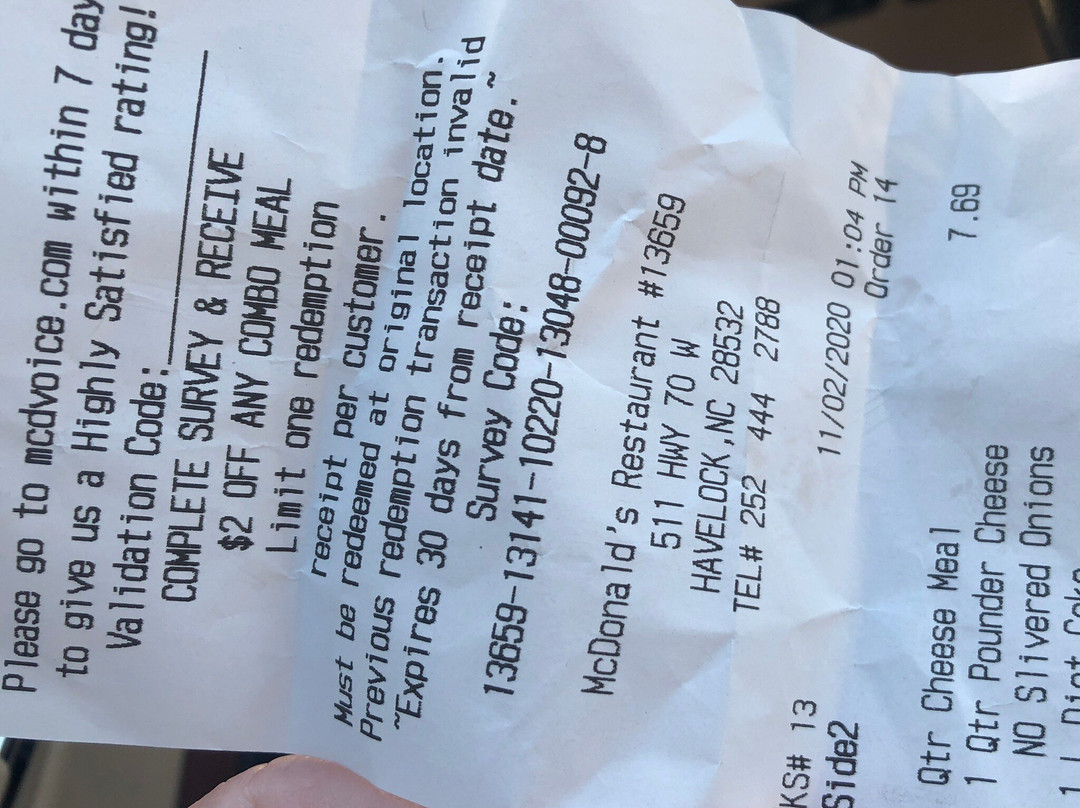 Please go to mcdvoice.com within 7 day
to give us a Highly Satisfied rating!
Validation Code:
COMPLETE SURVEY & RECEIVE
$2 OFF ANY COMBO MEAL
Limit one redemption
receipt per customer.
Must be redeemed at original location.
Previous redemption transaction invalid
~Expires 30 days from receipt date.~
Survey Code:
13659-13141-10220-13048-00092-8
McDonald's Restaurant #13659
511 HWY 70 W
HAVELOCK,NC 28532
TEL# 252 444 2788
KS# 13 11/02/2020 01:04 PM
Side2 Order 14
Qtr Cheese Meal 7.69
1 Qtr Pounder Cheese
NO Slivered Onions
1 L Diet Coke